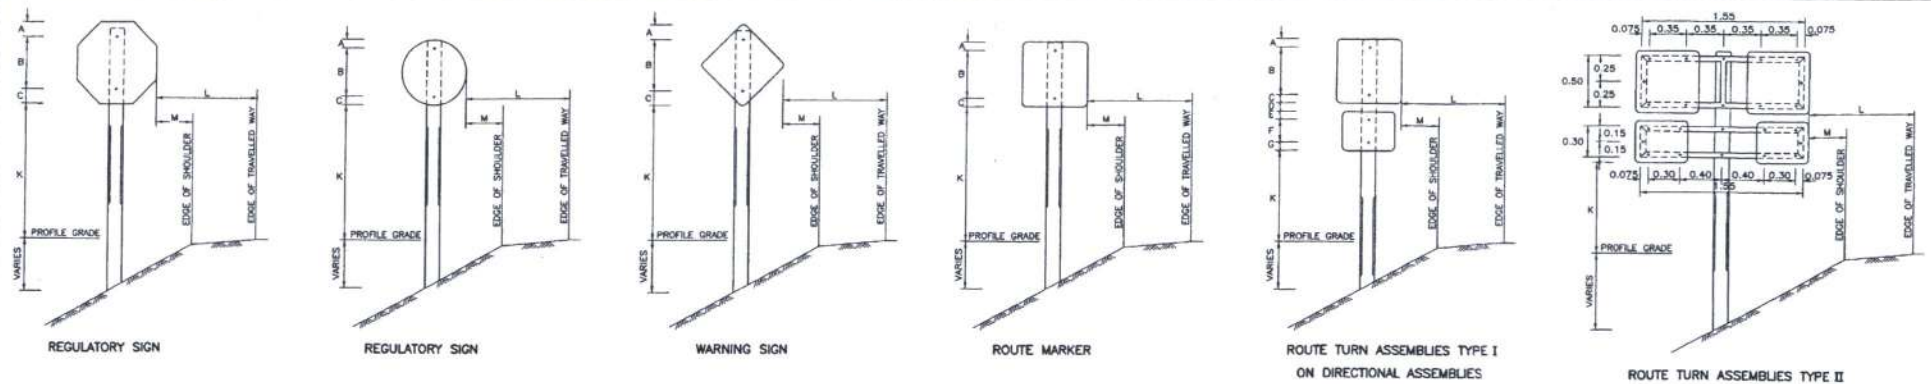 A
B
C
K
VARIES
L
M
EDGE OF SHOULDER
EDGE OF TRAVELLED WAY
PROFILE GRADE
REGULATORY SIGN
A
B
C
K
VARIES
L
M
EDGE OF SHOULDER
EDGE OF TRAVELLED WAY
PROFILE GRADE
REGULATORY SIGN
A
B
C
K
VARIES
L
M
EDGE OF SHOULDER
EDGE OF TRAVELLED WAY
PROFILE GRADE
WARNING SIGN
A
B
C
K
VARIES
L
M
EDGE OF SHOULDER
EDGE OF TRAVELLED WAY
PROFILE GRADE
ROUTE MARKER
A
B
C
E
F
G
K
VARIES
L
M
EDGE OF SHOULDER
EDGE OF TRAVELLED WAY
PROFILE GRADE
ROUTE TURN ASSEMBLIES TYPE I
ON DIRECTIONAL ASSEMBLIES
1.55
0.075 0.35 0.35 0.35 0.35 0.075
0.50
0.25
0.25
0.30
0.15
0.15
0.075 0.30 0.40 0.40 0.30 0.075
1.55
K
VARIES
L
M
EDGE OF SHOULDER
EDGE OF TRAVELLED WAY
PROFILE GRADE
ROUTE TURN ASSEMBLIES TYPE II